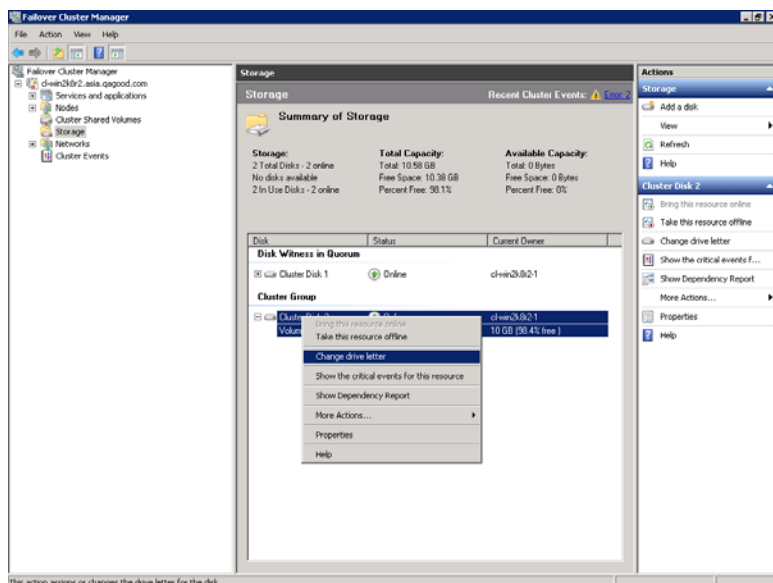 Failover Cluster Manager
File Action View Help
Failover Cluster Manager
cl-win2k8r2.asia.qagood.com
Services and applications
Nodes
Cluster Shared Volumes
Storage
Networks
Cluster Events
Storage
Storage Recent Cluster Events: Error: 2
Summary of Storage
Storage: Total Capacity: Available Capacity:
2 Total Disks - 2 online Total: 10.58 GB Total: 0 Bytes
No disks available Free Space: 10.38 GB Free Space: 0 Bytes
2 In Use Disks - 2 online Percent Free: 98.1% Percent Free: 0%
Disk Status Current Owner
Disk Witness in Quorum
Cluster Disk 1 Online cl-win2k8r2-1
Cluster Group
cl-win2k8r2-1
10 GB (98.4% free )
Bring this resource online
Take this resource offline
Change drive letter
Show the critical events for this resource
Show Dependency Report
More Actions...
Properties
Help
Actions
Storage
Add a disk
View
Refresh
Help
Cluster Disk 2
Bring this resource online
Take this resource offline
Change drive letter
Show the critical events f...
Show Dependency Report
More Actions...
Properties
Help
This action assigns or changes the drive letter for the disk.